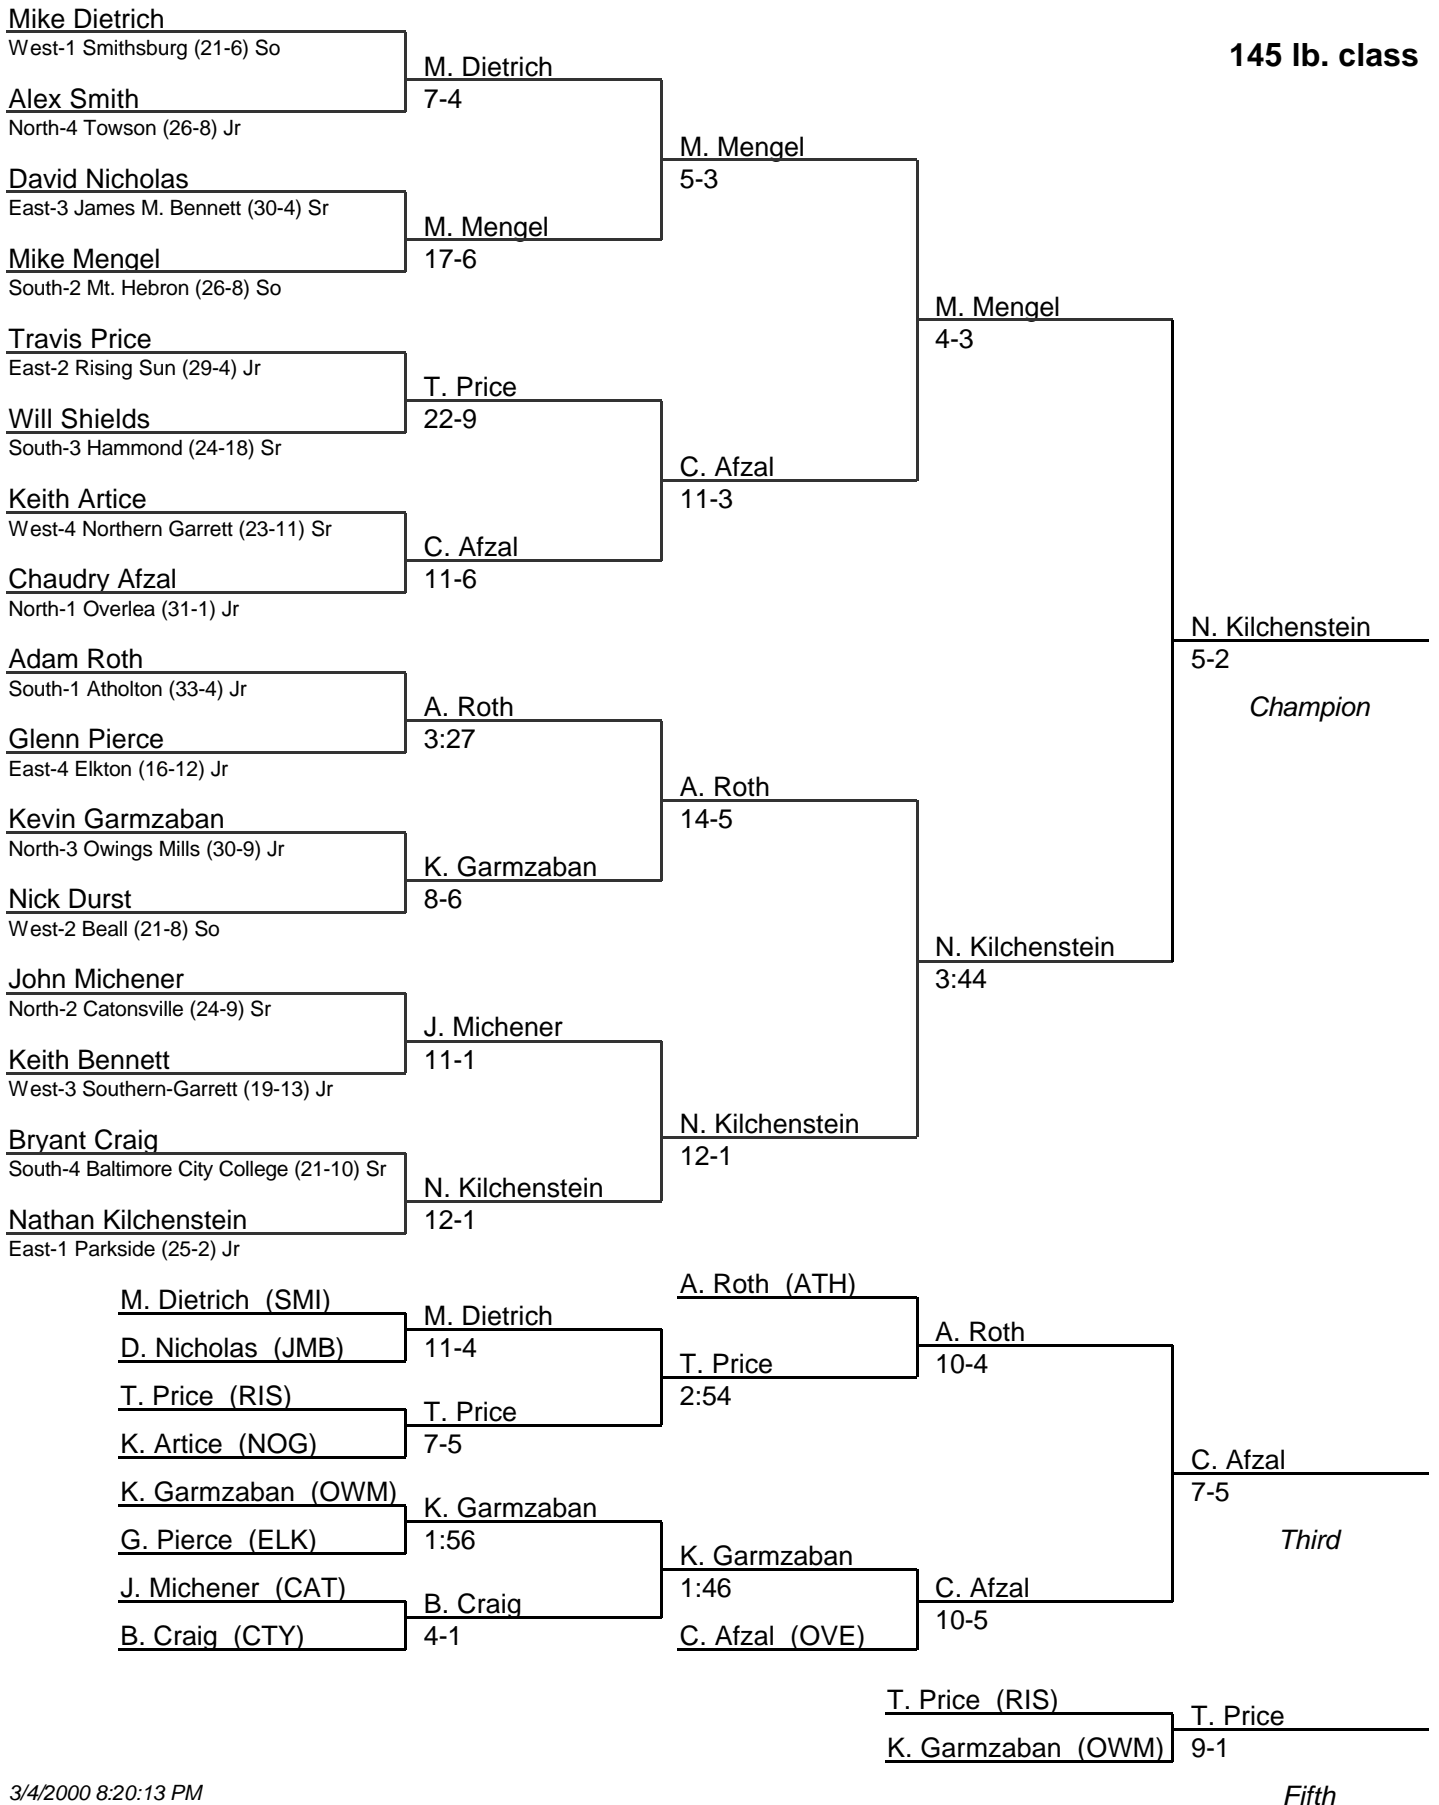 145 lb. class
Mike Dietrich
West-1 Smithsburg (21-6) So
M. Dietrich
7-4
Alex Smith
North-4 Towson (26-8) Jr
M. Mengel
5-3
David Nicholas
East-3 James M. Bennett (30-4) Sr
M. Mengel
17-6
Mike Mengel
South-2 Mt. Hebron (26-8) So
M. Mengel
4-3
Travis Price
East-2 Rising Sun (29-4) Jr
T. Price
22-9
Will Shields
South-3 Hammond (24-18) Sr
C. Afzal
11-3
Keith Artice
West-4 Northern Garrett (23-11) Sr
C. Afzal
11-6
Chaudry Afzal
North-1 Overlea (31-1) Jr
N. Kilchenstein
5-2
Champion
Adam Roth
South-1 Atholton (33-4) Jr
A. Roth
3:27
Glenn Pierce
East-4 Elkton (16-12) Jr
A. Roth
14-5
Kevin Garmzaban
North-3 Owings Mills (30-9) Jr
K. Garmzaban
8-6
Nick Durst
West-2 Beall (21-8) So
N. Kilchenstein
3:44
John Michener
North-2 Catonsville (24-9) Sr
J. Michener
11-1
Keith Bennett
West-3 Southern-Garrett (19-13) Jr
N. Kilchenstein
12-1
Bryant Craig
South-4 Baltimore City College (21-10) Sr
N. Kilchenstein
12-1
Nathan Kilchenstein
East-1 Parkside (25-2) Jr
M. Dietrich (SMI)
M. Dietrich
11-4
D. Nicholas (JMB)
A. Roth (ATH)
A. Roth
10-4
T. Price
2:54
T. Price (RIS)
T. Price
7-5
K. Artice (NOG)
C. Afzal
7-5
Third
K. Garmzaban (OWM)
K. Garmzaban
1:56
G. Pierce (ELK)
K. Garmzaban
1:46
C. Afzal
10-5
J. Michener (CAT)
B. Craig
4-1
B. Craig (CTY)
C. Afzal (OVE)
T. Price (RIS)
T. Price
9-1
K. Garmzaban (OWM)
Fifth
3/4/2000 8:20:13 PM